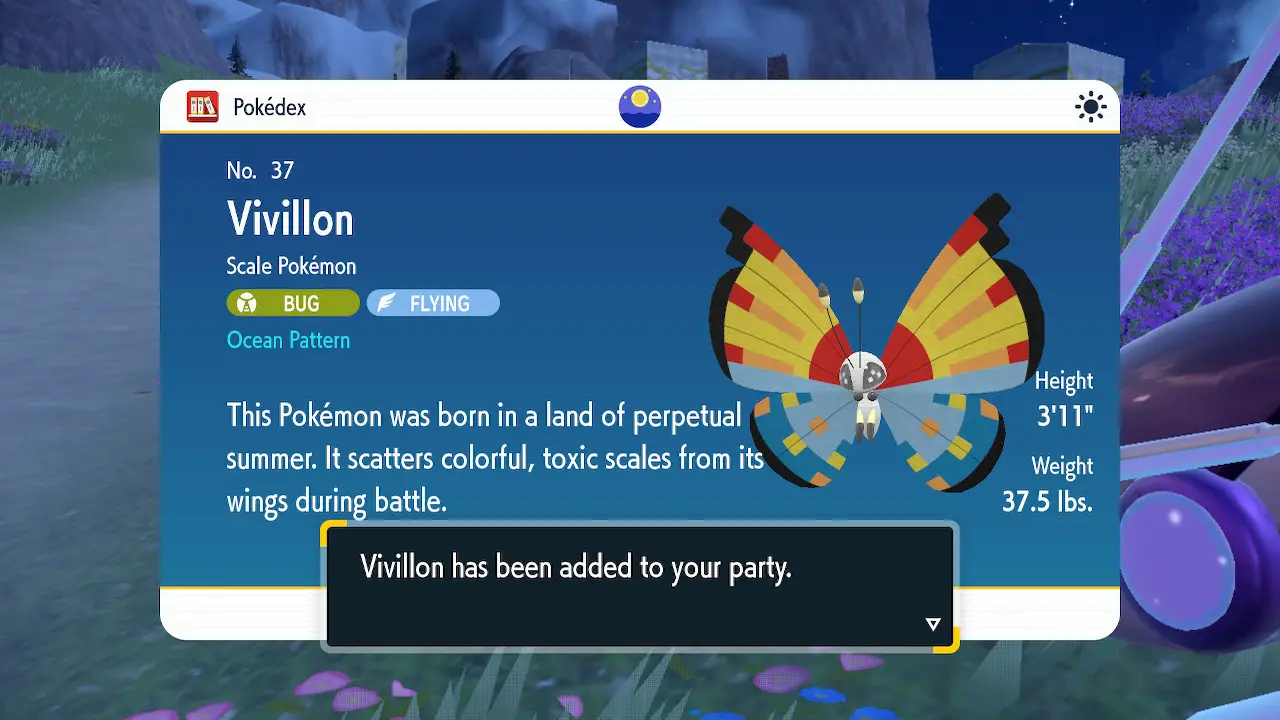 Pokédex
No. 37
Vivillon
Scale Pokémon
BUG FLYING
Ocean Pattern
This Pokémon was born in a land of perpetual
summer. It scatters colorful, toxic scales from its
wings during battle.
Height
3'11"
Weight
37.5 lbs.
Vivillon has been added to your party.